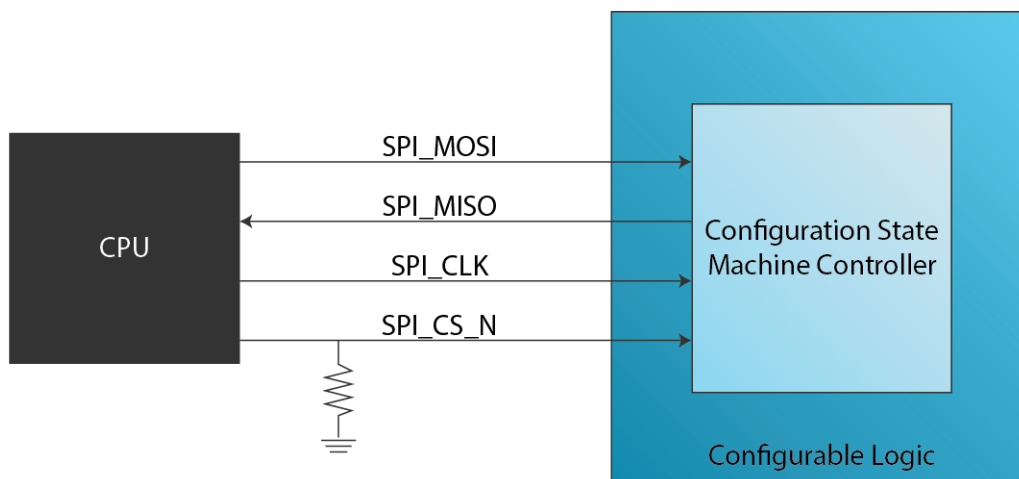 SPI_MOSI
SPI_MISO
CPU
SPI_CLK
SPI_CS_N
Configuration State
Machine Controller
Configurable Logic